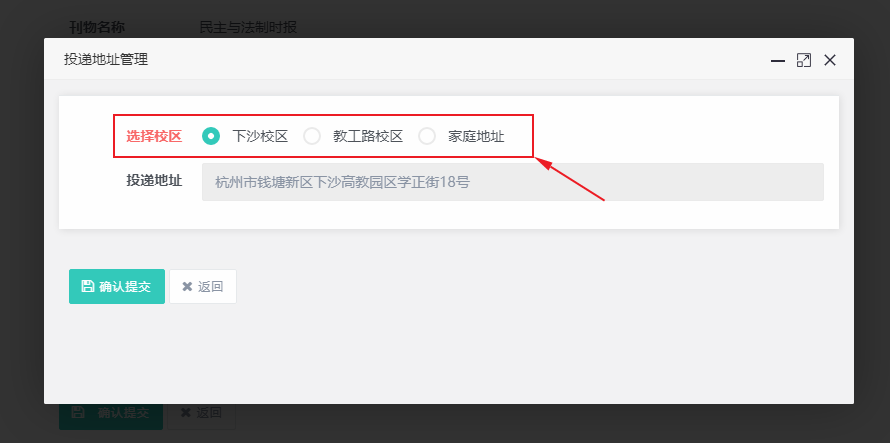 刊物名称 民主与法制时报
投递地址管理
选择校区 下沙校区 教工路校区 家庭地址
投递地址 杭州市钱塘新区下沙高教园区学正街18号
确认提交 返回
确认提交 返回